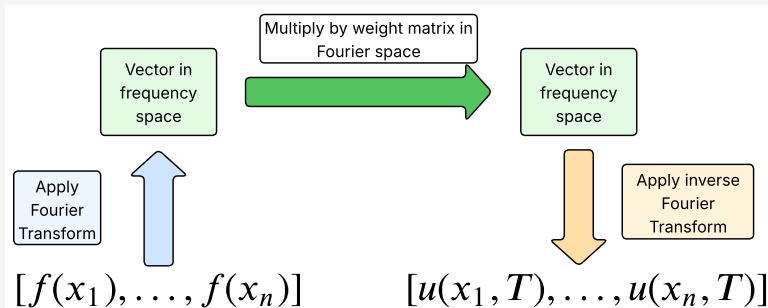 Multiply by weight matrix in
Fourier space
Vector in
frequency
space
Vector in
frequency
space
Apply
Fourier
Transform
Apply inverse
Fourier
Transform
[f(x₁), . . . , f(xₙ)]
[u(x₁, T), . . . , u(xₙ, T)]